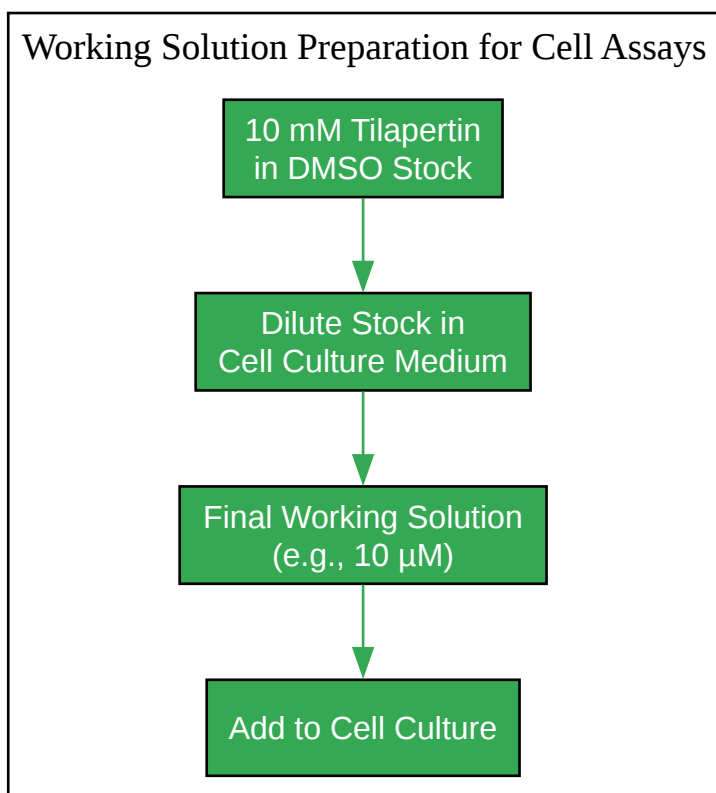 Working Solution Preparation for Cell Assays
10 mM Tilapertin
in DMSO Stock
Dilute Stock in
Cell Culture Medium
Final Working Solution
(e.g., 10 µM)
Add to Cell Culture